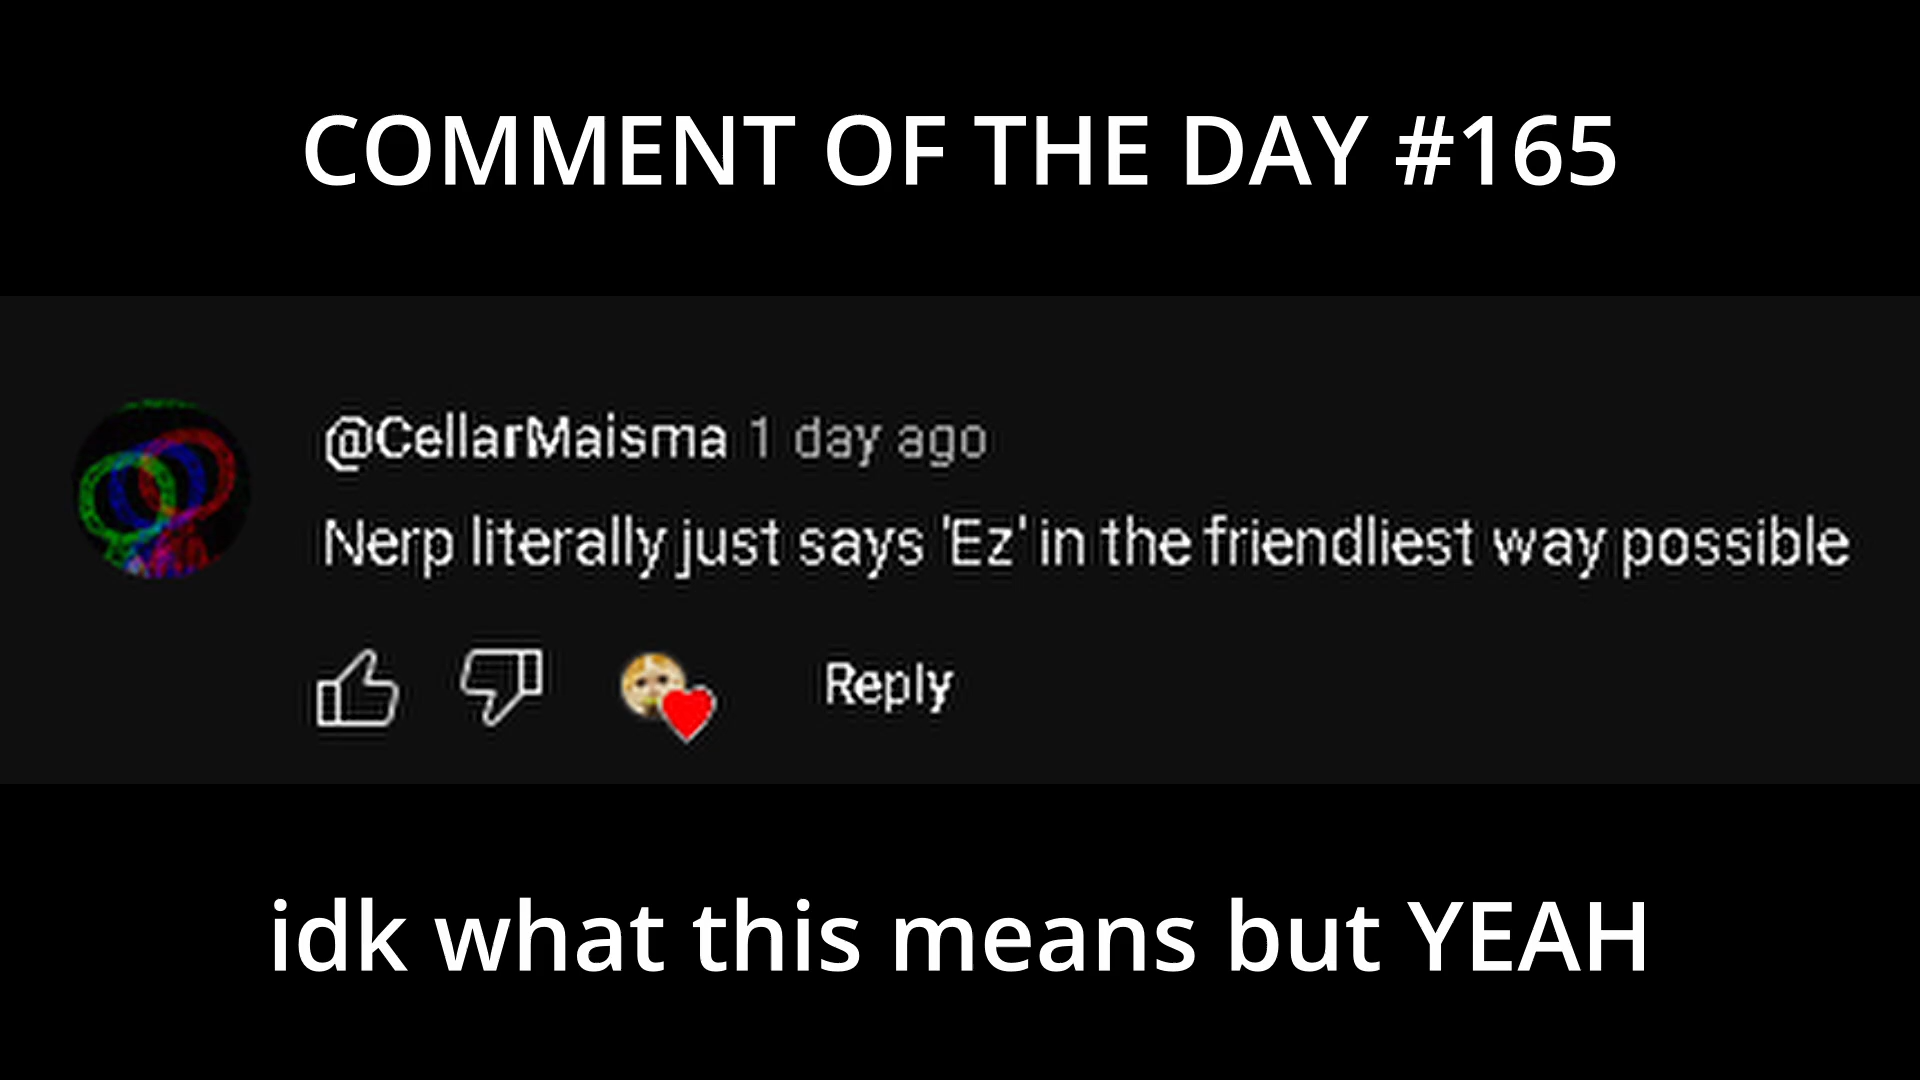 COMMENT OF THE DAY #165
@CellarMaisma 1 day ago
Nerp literally just says 'Ez' in the friendliest way possible
Reply
idk what this means but YEAH